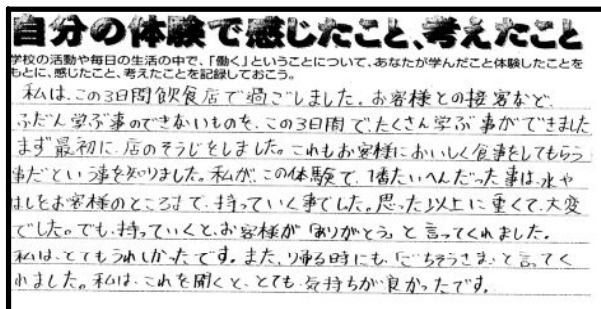 自分の体験で感じたこと、考えたこと
学校の活動や毎日の生活の中で、「働く」ということについて、あなたが学んだこと体験したことを
もとに、感じたこと、考えたことを記録しておこう。
私は、この3日間飲食店で過ごしました。お客様との接客など、
ふだん学ぶ事のできないものを、この3日間で、たくさん学ぶ事ができました
まず最初に、店のそうじをしました。これもお客様においしく食事をしてもらう
事だという事を知りました。私が、この体験で、1番たいへんだった事は、水や
はしをお客様のところまで、持っていく事でした。思った以上に重くて、大変
でした。でも、持っていくと、お客様が「ありがとう」と言ってくれました。
私は、とてもうれしかったです。また、帰る時にも、「ごちそうさま」と言ってく
れました。私は、これを聞くと、とても、気持ちが良かったです。